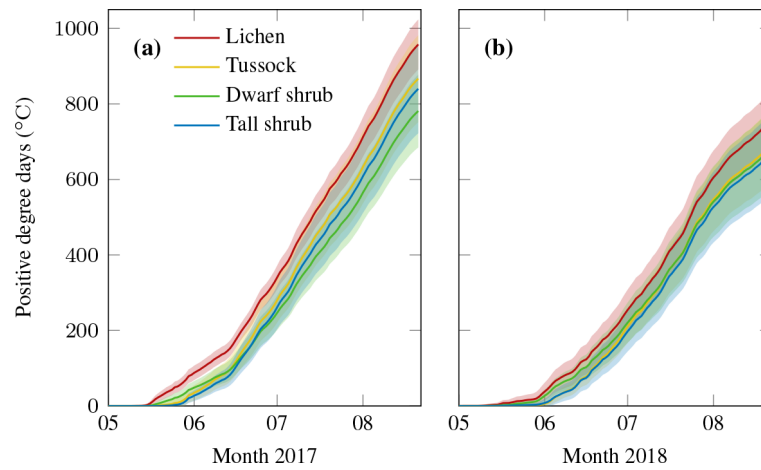 Positive degree days (°C)
1000
800
600
400
200
0
(a)
Lichen
Tussock
Dwarf shrub
Tall shrub
(b)
05 06 07 08
05 06 07 08
Month 2017
Month 2018